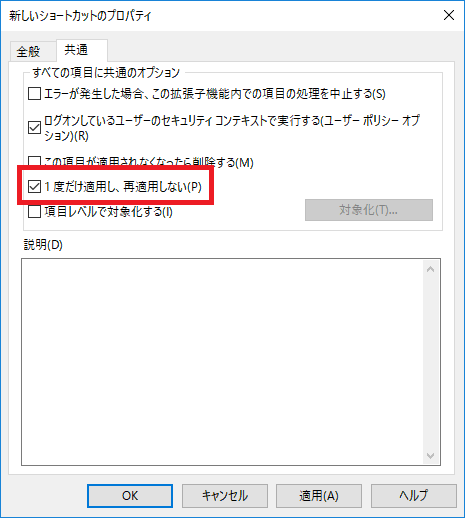 新しいショートカットのプロパティ
全般
共通
すべての項目に共通のオプション
エラーが発生した場合、この拡張子機能内での項目の処理を中止する(S)
ログオンしているユーザーのセキュリティ コンテキストで実行する(ユーザー ポリシー オプ
ション)(R)
この項目が適用されなくなったら削除する(M)
1 度だけ適用し、再適用しない(P)
項目レベルで対象化する(I)
対象化(T)...
説明(D)
OK
キャンセル
適用(A)
ヘルプ